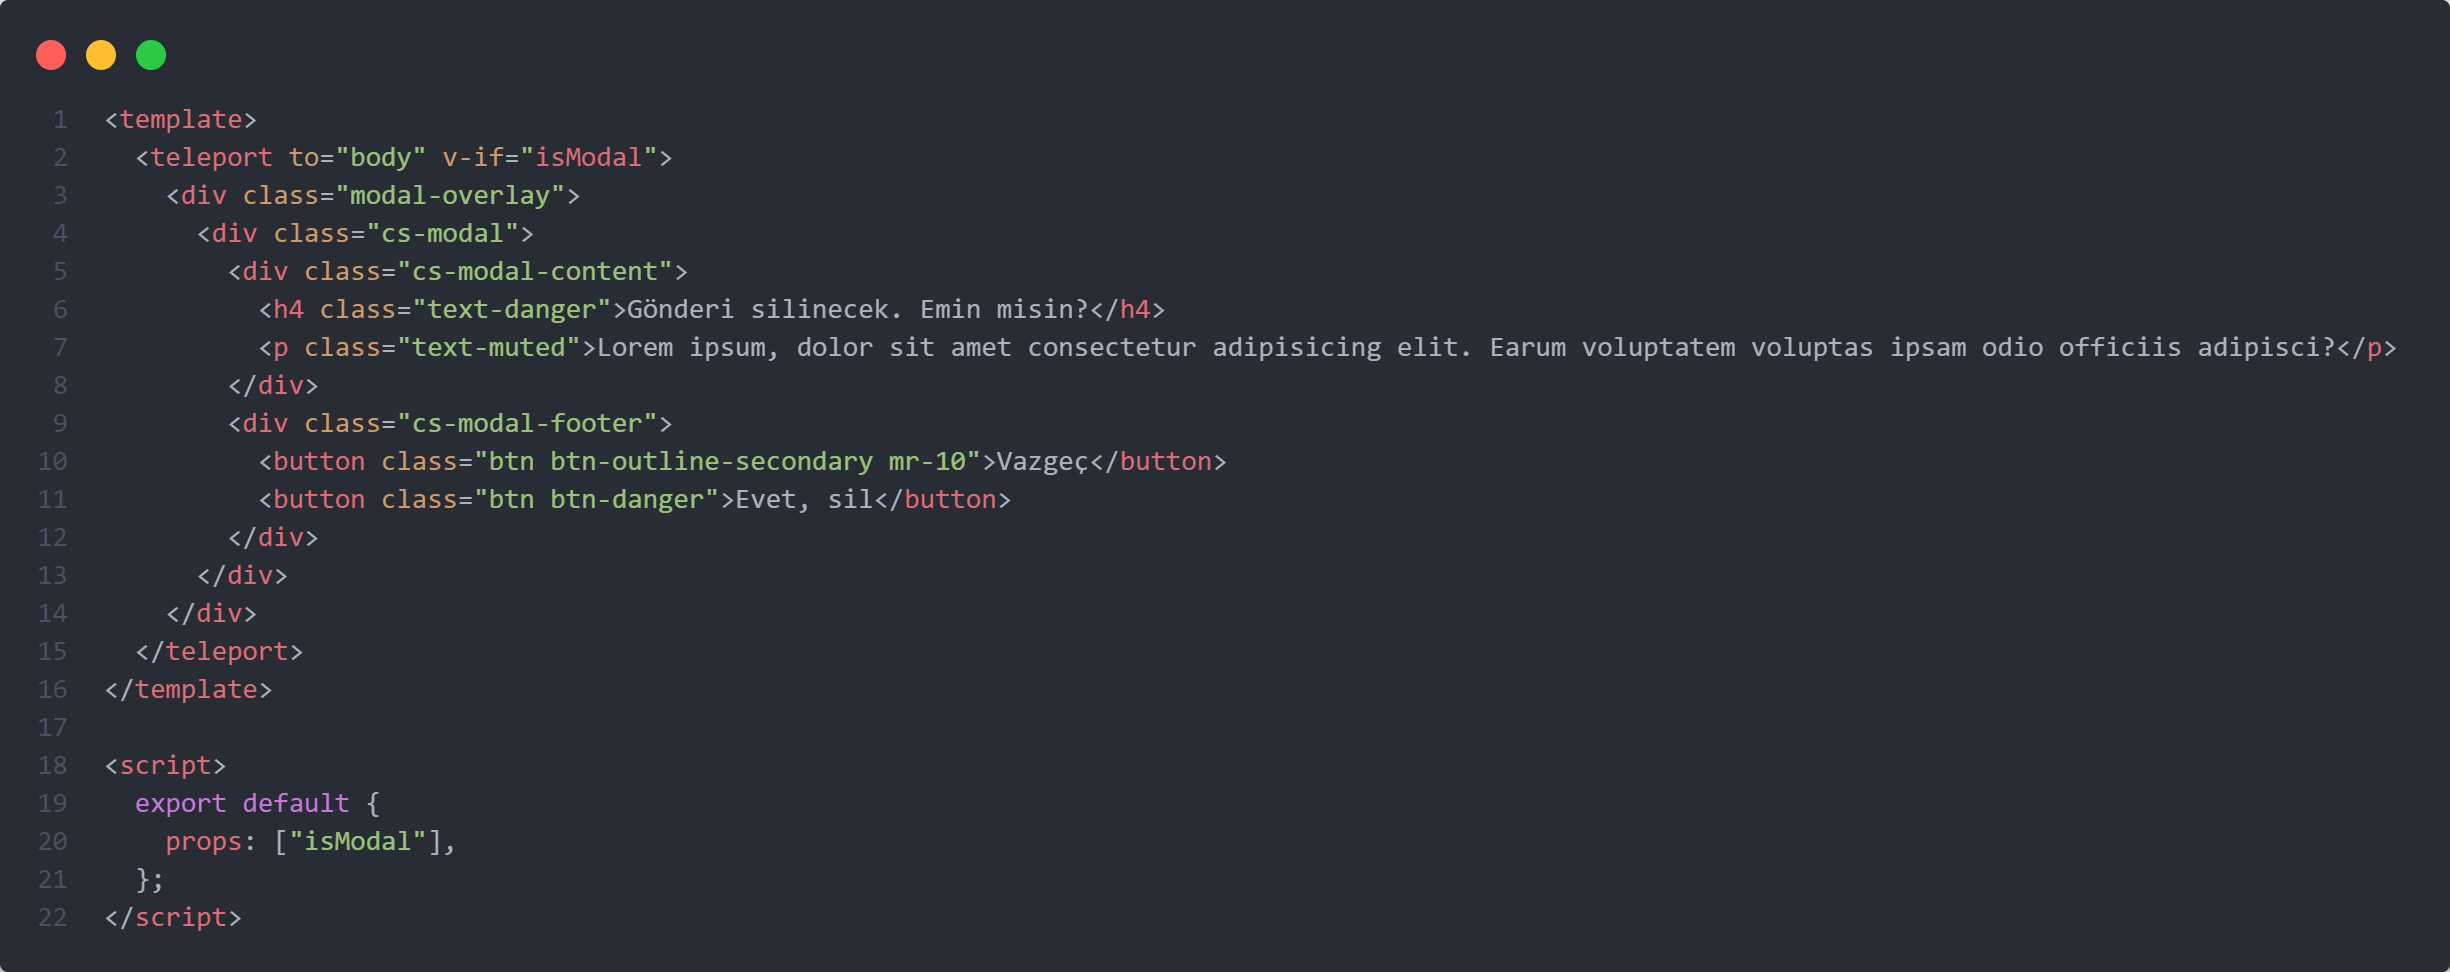 1 <template>
2   <teleport to="body" v-if="isModal">
3     <div class="modal-overlay">
4       <div class="cs-modal">
5         <div class="cs-modal-content">
6           <h4 class="text-danger">Gönderi silinecek. Emin misin?</h4>
7           <p class="text-muted">Lorem ipsum, dolor sit amet consectetur adipisicing elit. Earum voluptatem voluptas ipsam odio officiis adipisci?</p>
8         </div>
9         <div class="cs-modal-footer">
10           <button class="btn btn-outline-secondary mr-10">Vazgeç</button>
11           <button class="btn btn-danger">Evet, sil</button>
12         </div>
13       </div>
14     </div>
15   </teleport>
16 </template>
17
18 <script>
19   export default {
20     props: ["isModal"],
21   };
22 </script>